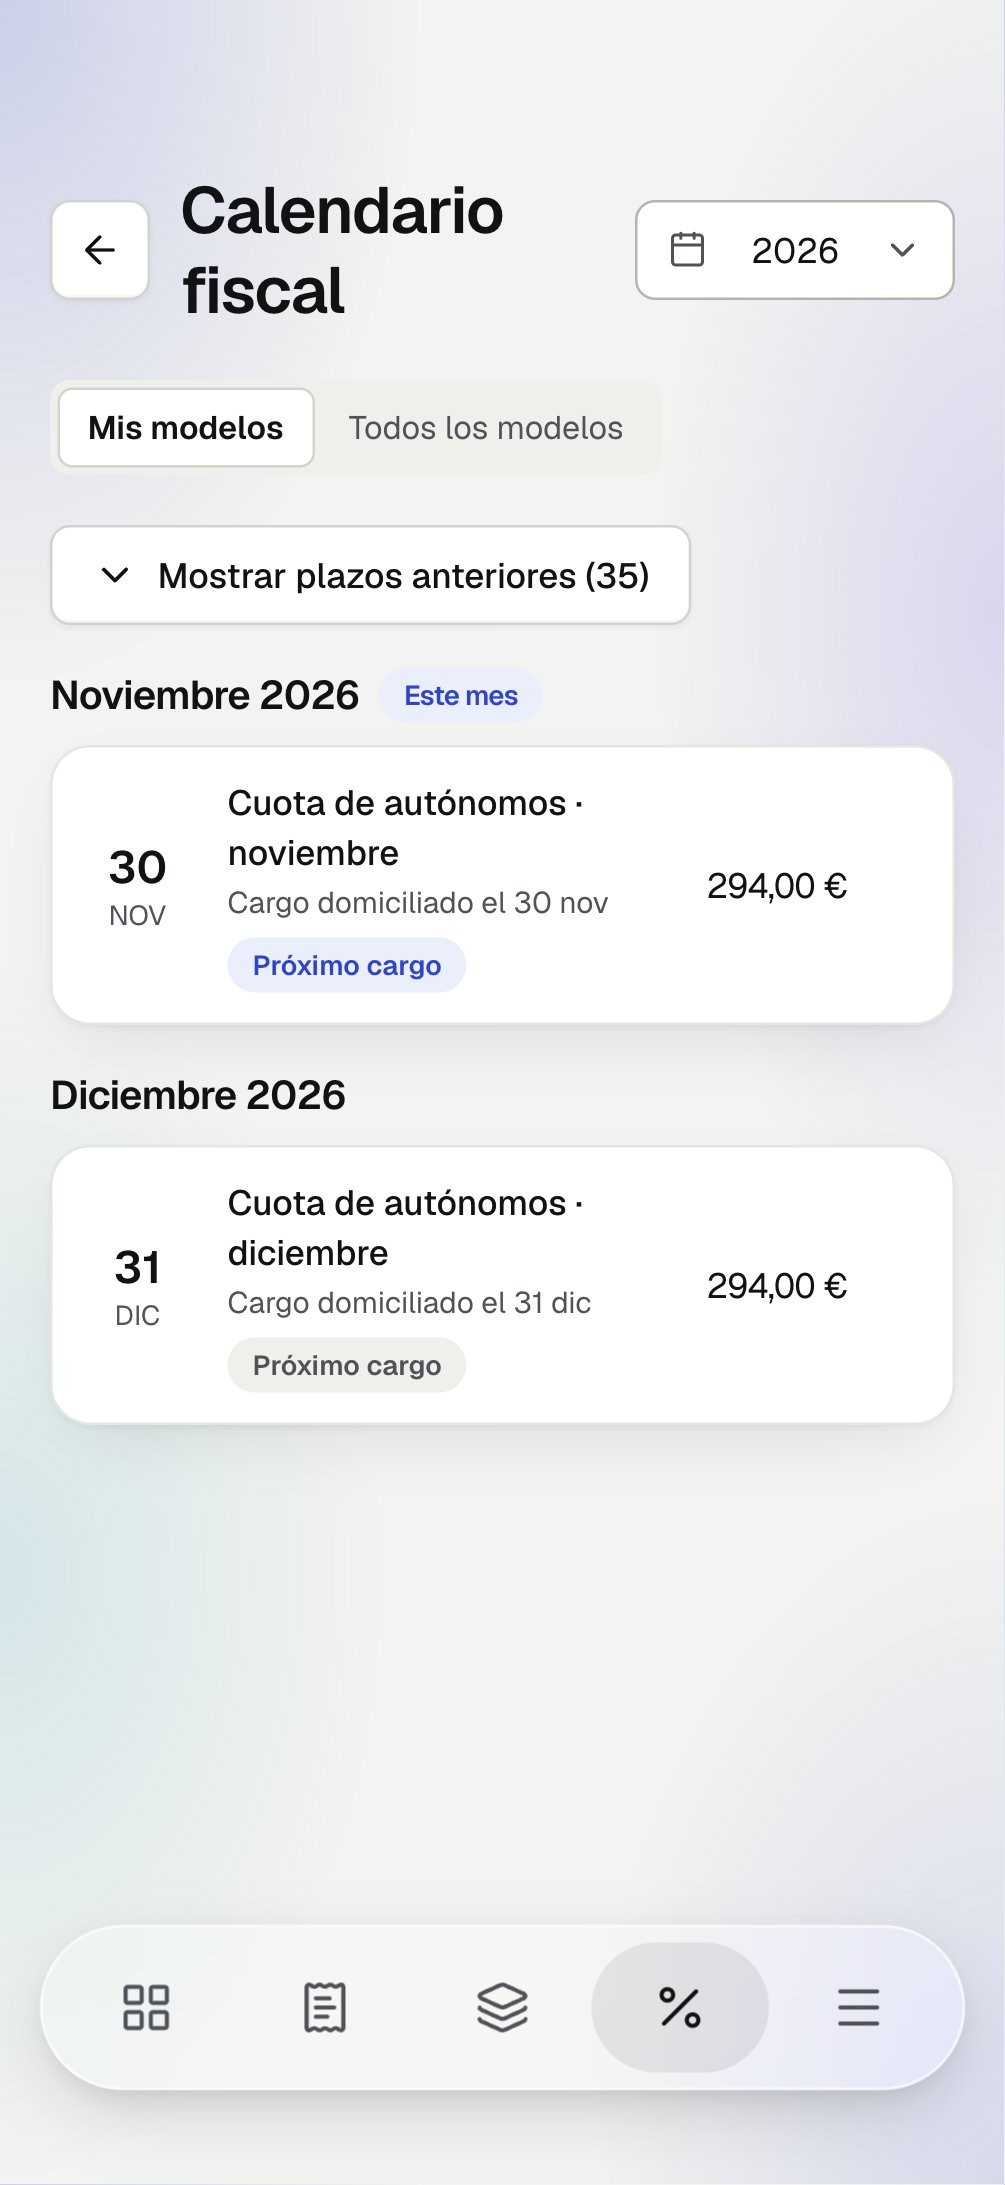 Calendario
fiscal
2026
Mis modelos
Todos los modelos
Mostrar plazos anteriores (35)
Noviembre 2026
Este mes
30
NOV
Cuota de autónomos ·
noviembre
Cargo domiciliado el 30 nov
Próximo cargo
294,00 €
Diciembre 2026
31
DIC
Cuota de autónomos ·
diciembre
Cargo domiciliado el 31 dic
Próximo cargo
294,00 €